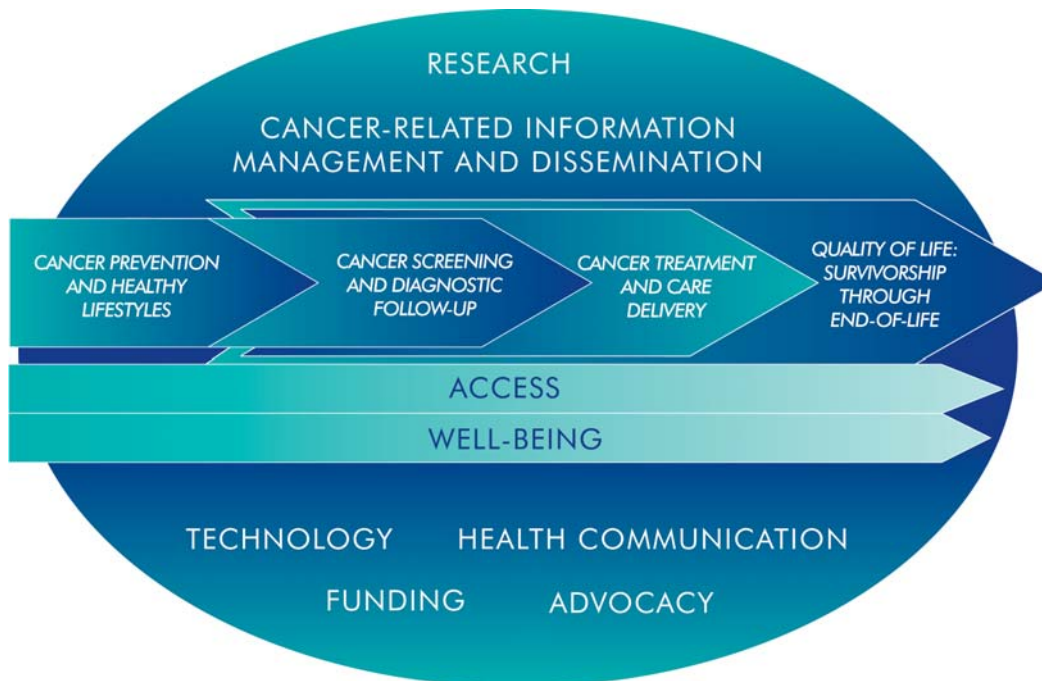 RESEARCH
CANCER-RELATED INFORMATION
MANAGEMENT AND DISSEMINATION
CANCER PREVENTION
AND HEALTHY
LIFESTYLES
CANCER SCREENING
AND DIAGNOSTIC
FOLLOW-UP
CANCER TREATMENT
AND CARE
DELIVERY
QUALITY OF LIFE:
SURVIVORSHIP
THROUGH
END-OF-LIFE
ACCESS
WELL-BEING
TECHNOLOGY
HEALTH COMMUNICATION
FUNDING
ADVOCACY